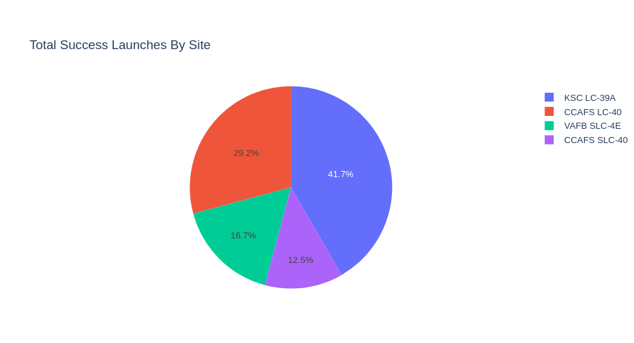 Total Success Launches By Site
KSC LC-39A
CCAFS LC-40
VAFB SLC-4E
CCAFS SLC-40
29.2%
41.7%
16.7%
12.5%